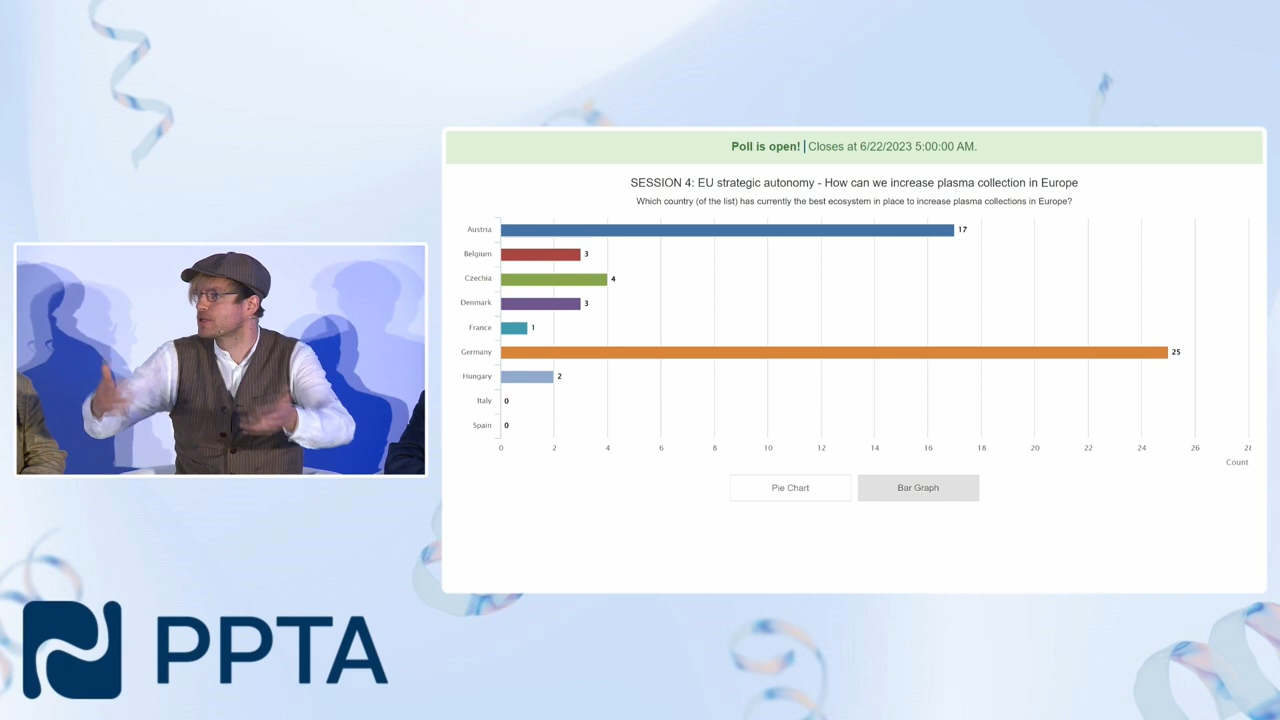 Poll is open! | Closes at 6/22/2023 5:00:00 AM.
SESSION 4: EU strategic autonomy - How can we increase plasma collection in Europe
Which country (of the list) has currently the best ecosystem in place to increase plasma collections in Europe?
Austria 17
Belgium 3
Czechia 4
Denmark 3
France 1
Germany 25
Hungary 2
Italy 0
Spain 0
0 2 4 6 8 10 12 14 16 18 20 22 24 26 28
Count
Pie Chart Bar Graph
PPTA